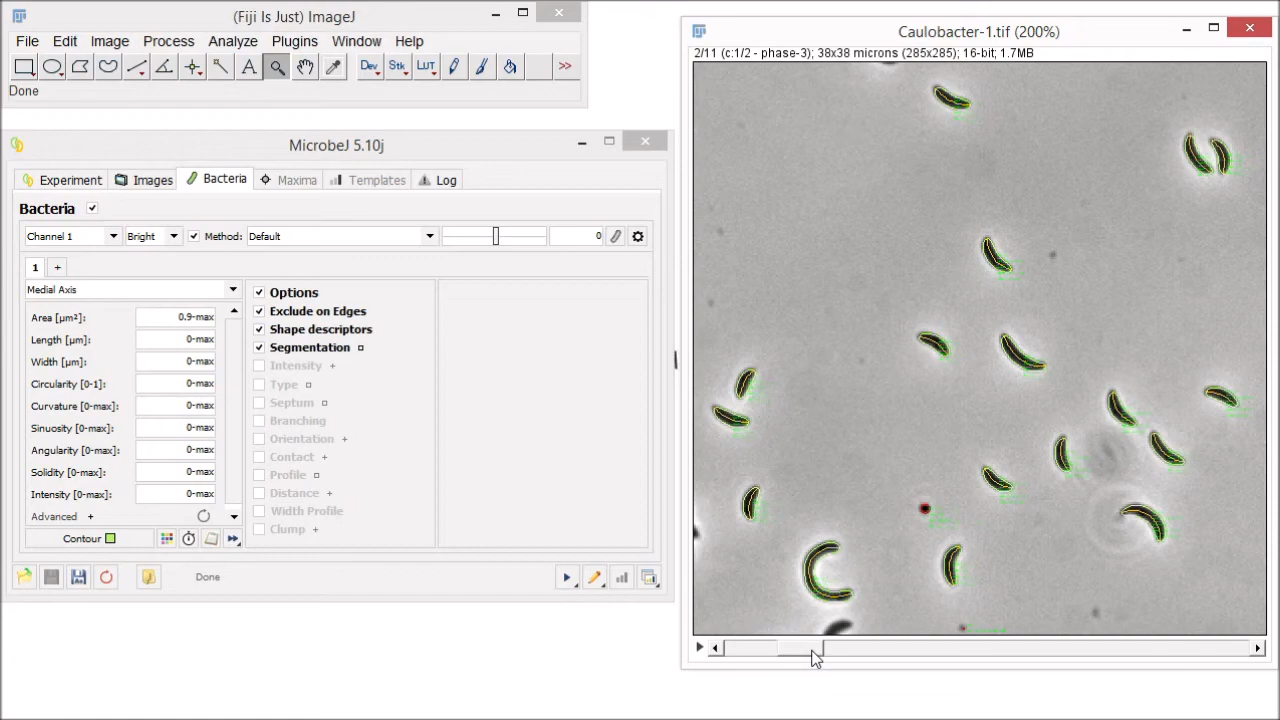 (Fiji Is Just) ImageJ
File Edit Image Process Analyze Plugins Window Help
A Dev Stk LUT >>
Done
MicrobeJ 5.10j
Experiment Images Bacteria Maxima Templates Log
Bacteria
Channel 1 Bright Method: Default 0
1 +
Medial Axis
Area [µm²]: 0.9-max
Length [µm]: 0-max
Width [µm]: 0-max
Circularity [0-1]: 0-max
Curvature [0-max]: 0-max
Sinuosity [0-max]: 0-max
Angularity [0-max]: 0-max
Solidity [0-max]: 0-max
Intensity [0-max]: 0-max
Advanced +
Contour
Options
Exclude on Edges
Shape descriptors
Segmentation
Intensity +
Type
Septum
Branching
Orientation +
Contact +
Profile
Distance +
Width Profile
Clump +
Done
Caulobacter-1.tif (200%)
2/11 (c:1/2 - phase-3); 38x38 microns (285x285); 16-bit; 1.7MB